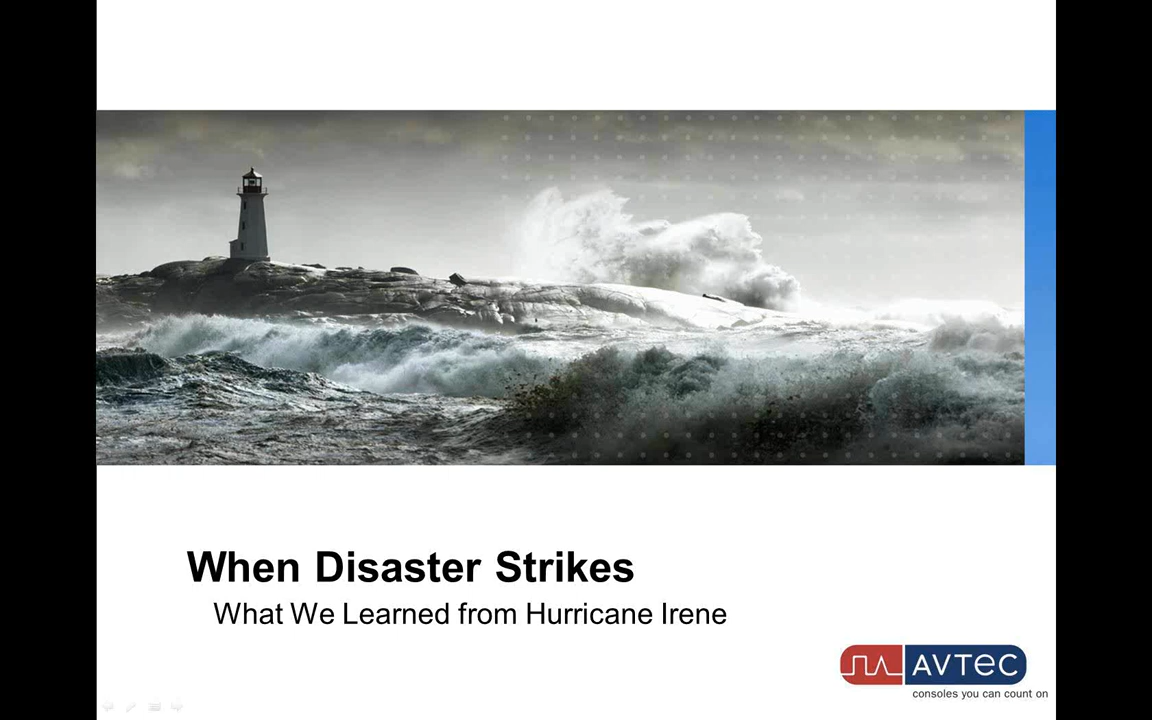 When Disaster Strikes
What We Learned from Hurricane Irene
AVTEC
consoles you can count on